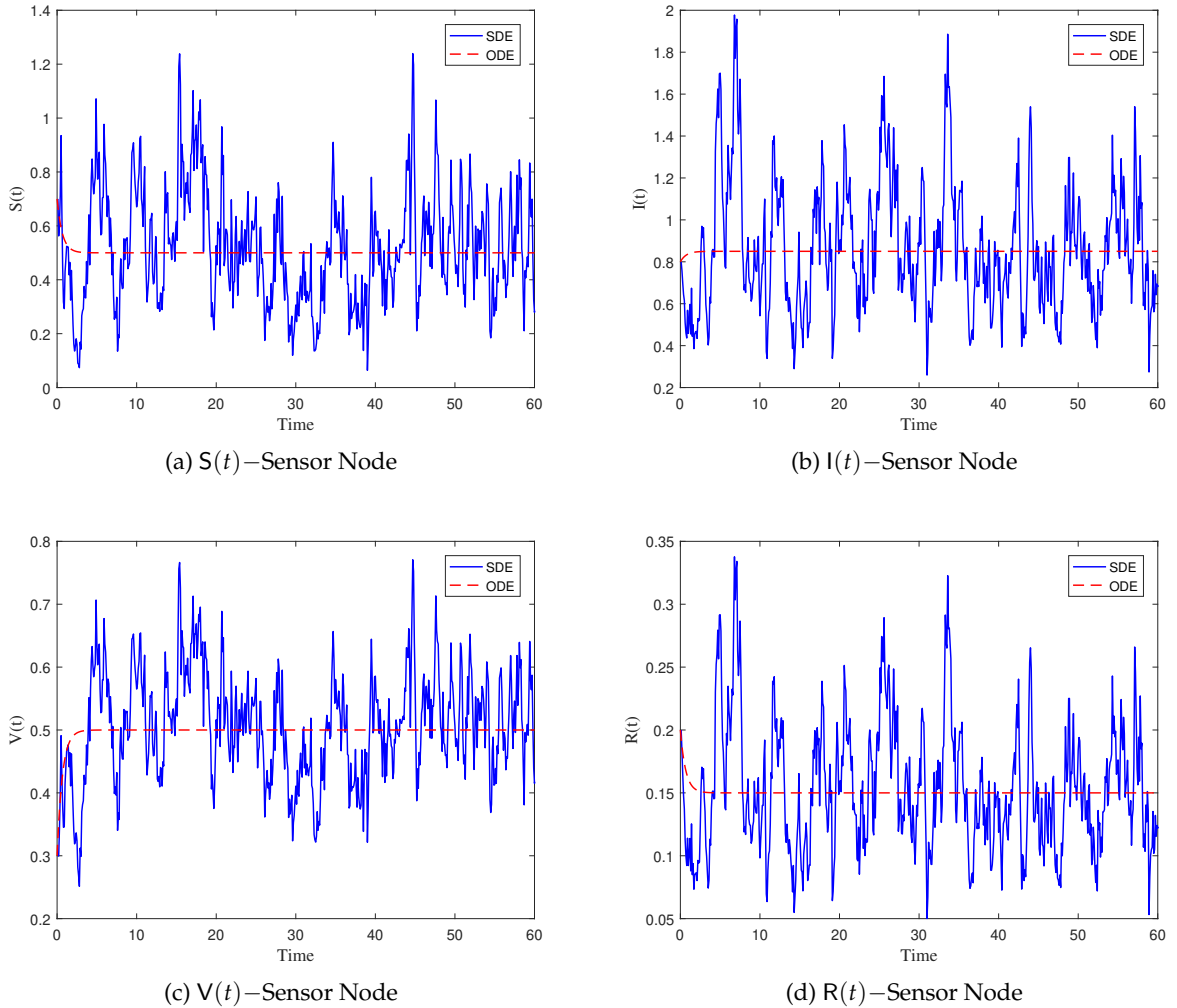 1.4
1.2
1
0.8
0.6
0.4
0.2
0
S(t)
0 10 20 30 40 50 60
Time
SDE
ODE
(a) S(t)−Sensor Node
2
1.8
1.6
1.4
1.2
1
0.8
0.6
0.4
0.2
I(t)
0 10 20 30 40 50 60
Time
SDE
ODE
(b) I(t)−Sensor Node
0.8
0.7
0.6
0.5
0.4
0.3
0.2
V(t)
0 10 20 30 40 50 60
Time
SDE
ODE
(c) V(t)−Sensor Node
0.35
0.3
0.25
0.2
0.15
0.1
0.05
R(t)
0 10 20 30 40 50 60
Time
SDE
ODE
(d) R(t)−Sensor Node